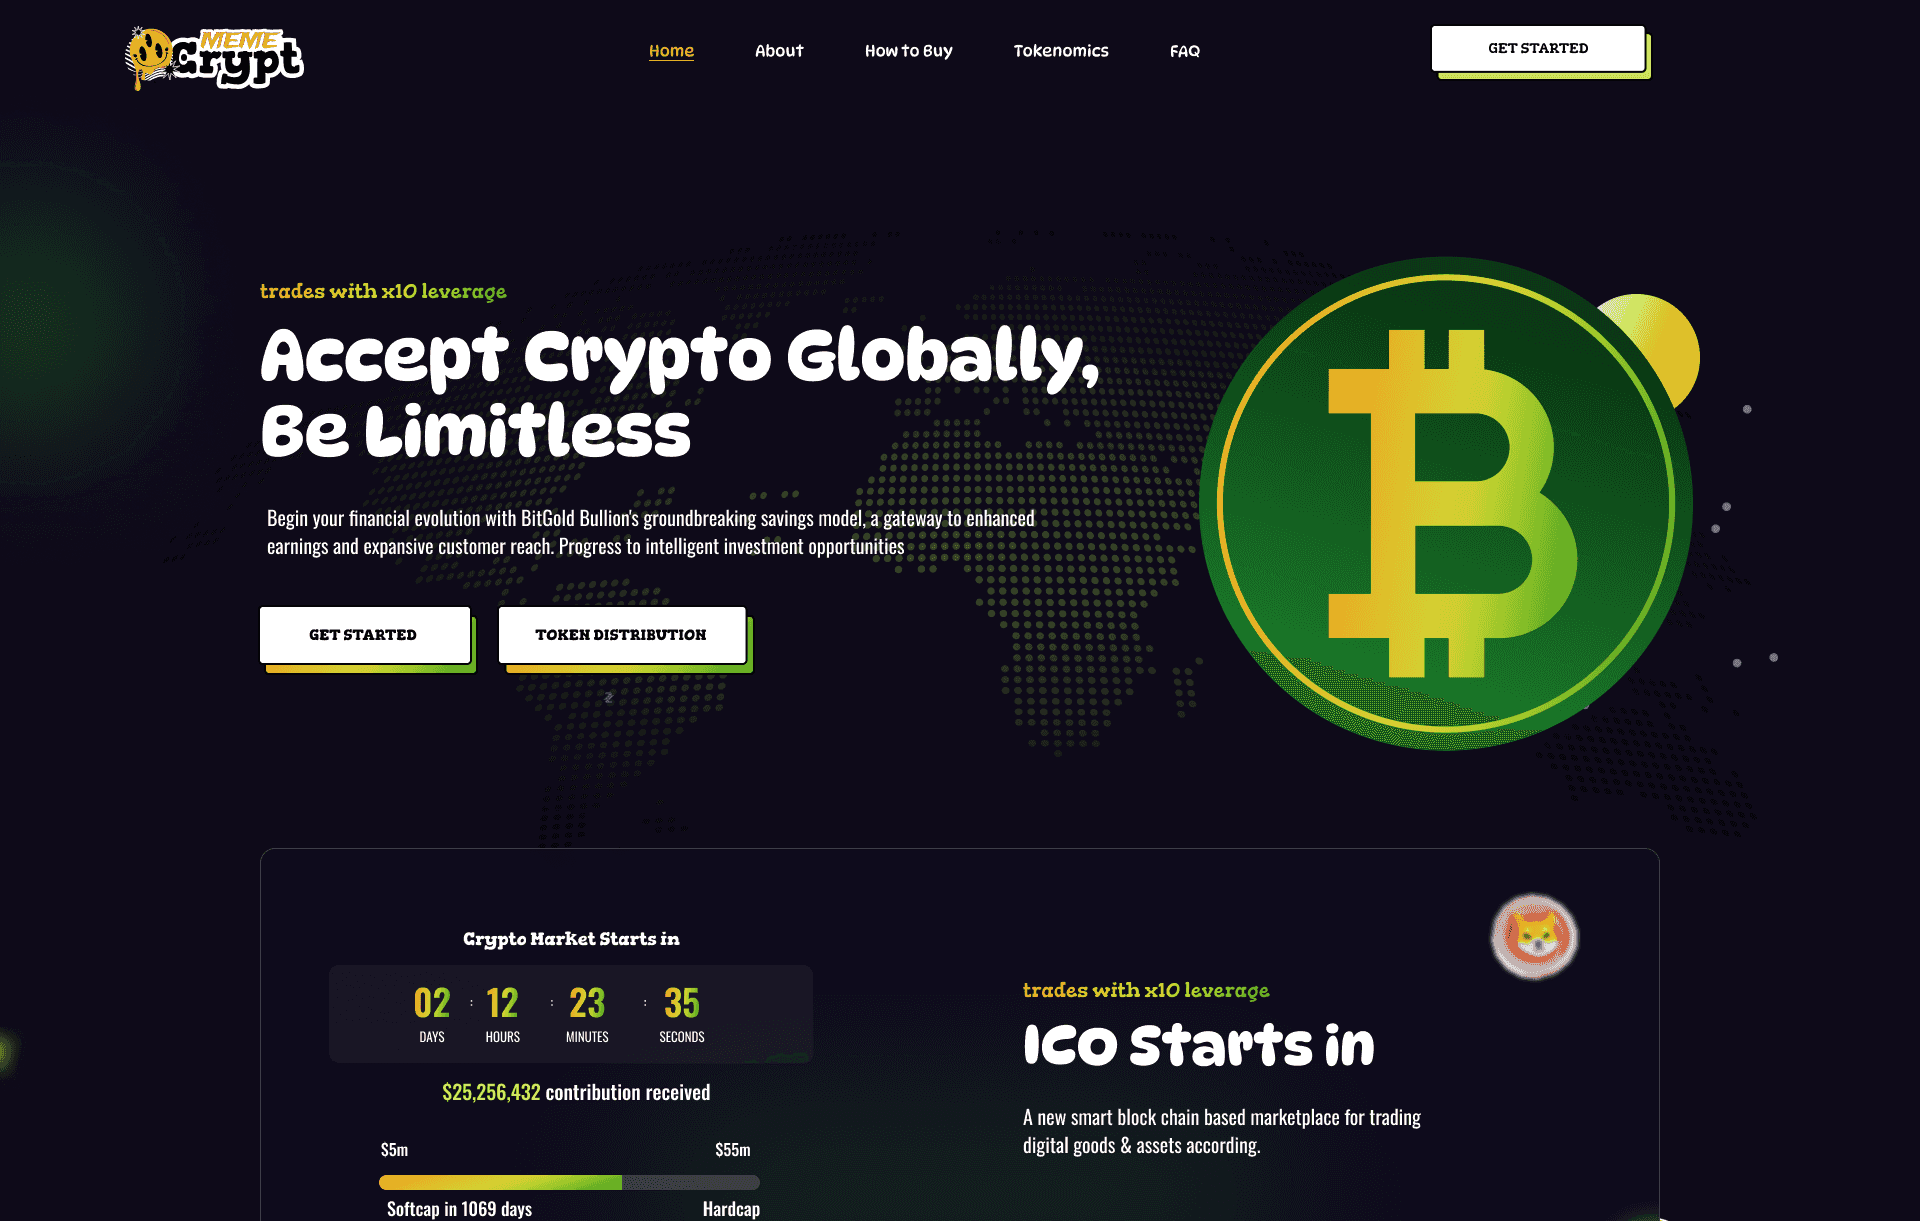 MEME
Crypt
Home
About
How to Buy
Tokenomics
FAQ
GET STARTED
trades with x10 leverage
Accept Crypto Globally,
Be Limitless
Begin your financial evolution with BitGold Bullion's groundbreaking savings model, a gateway to enhanced
earnings and expansive customer reach. Progress to intelligent investment opportunities
GET STARTED
TOKEN DISTRIBUTION
Crypto Market Starts in
02 : 12 : 23 : 35
DAYS HOURS MINUTES SECONDS
$25,256,432 contribution received
$5m $55m
Softcap in 1069 days Hardcap
trades with x10 leverage
ICO Starts in
A new smart block chain based marketplace for trading
digital goods & assets according.